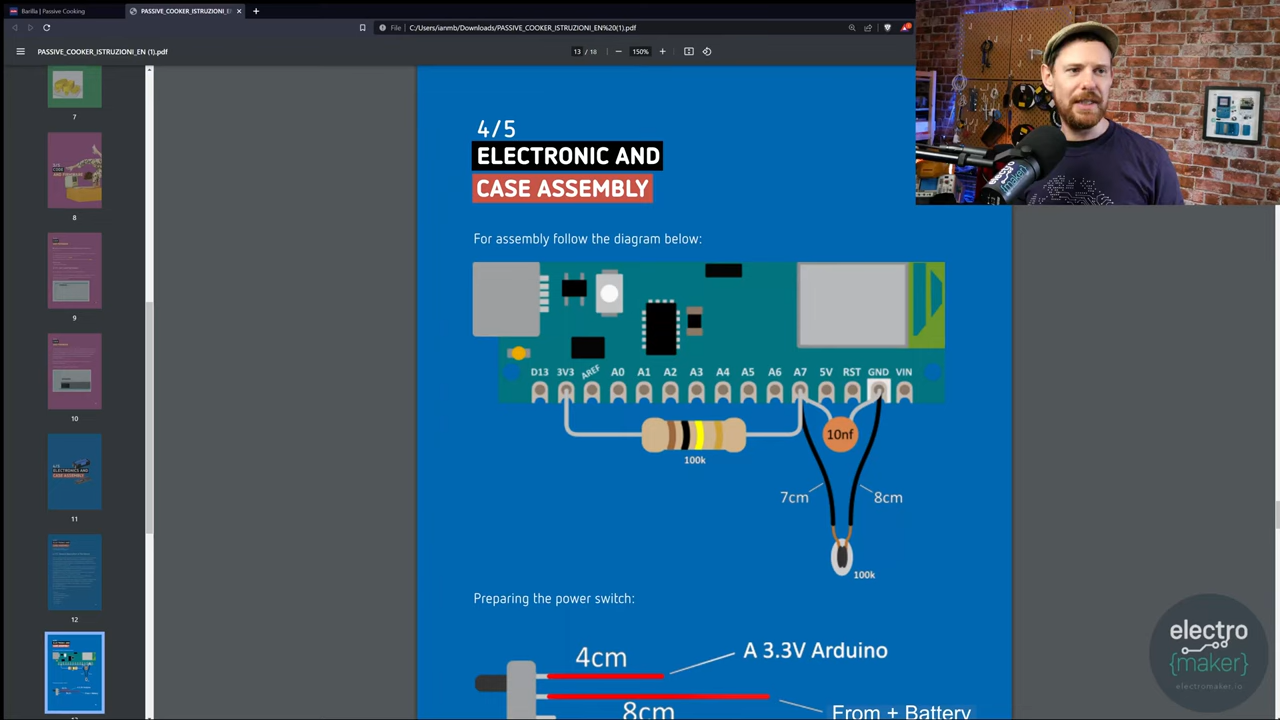 Barilla | Passive Cooking
PASSIVE_COOKER_ISTRUZIONI_EN
File
C:/Users/ianmb/Downloads/PASSIVE_COOKER_ISTRUZIONI_EN%20(1).pdf
PASSIVE_COOKER_ISTRUZIONI_EN (1).pdf
13 / 18
150%
7
8
9
10
11
12
4/5
ELECTRONIC AND
CASE ASSEMBLY
For assembly follow the diagram below:
D13 3V3 AREF A0 A1 A2 A3 A4 A5 A6 A7 5V RST GND VIN
10nf
100k
7cm
8cm
100k
Preparing the power switch:
4cm
A 3.3V Arduino
8cm
From + Battery
electro
{maker}
electromaker.io